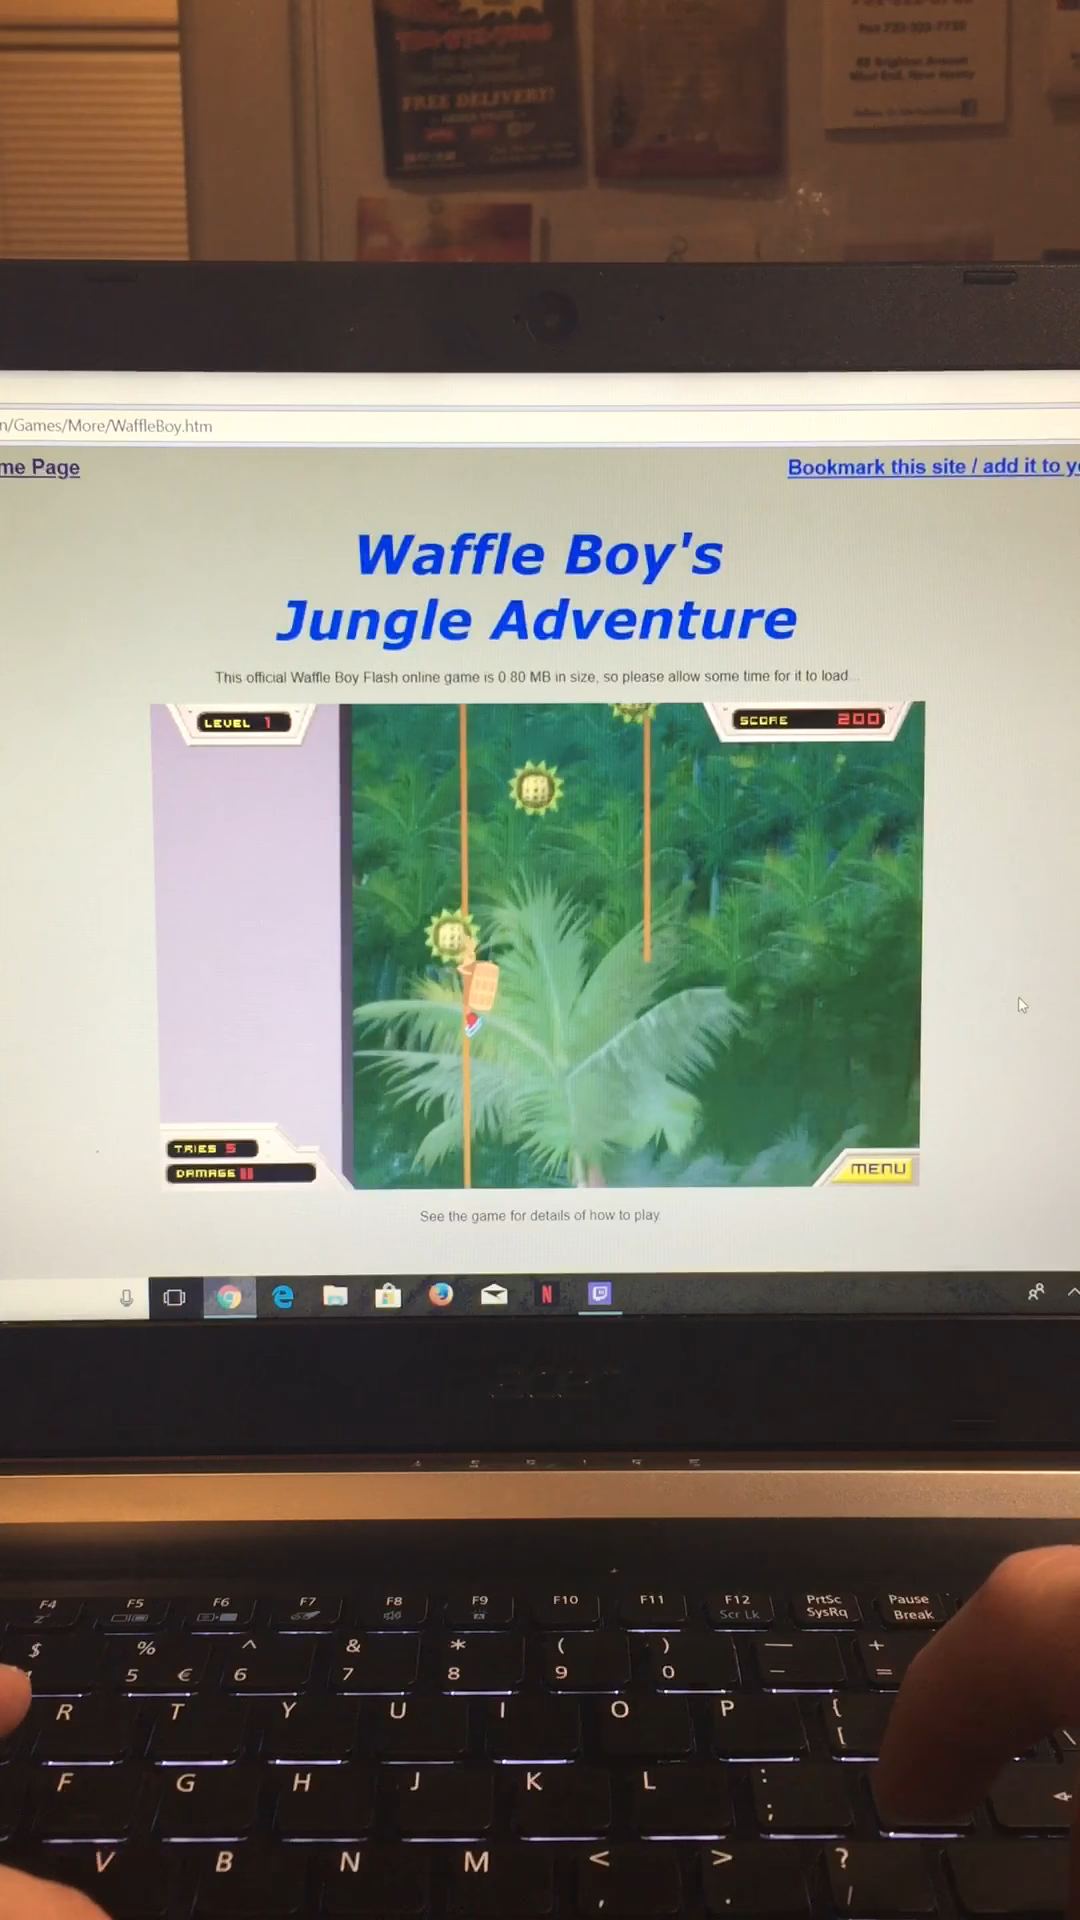 FREE DELIVERY!
n/Games/More/WaffleBoy.htm
me Page
Bookmark this site / add it to y
Waffle Boy's
Jungle Adventure
This official Waffle Boy Flash online game is 0.80 MB in size, so please allow some time for it to load
LEVEL 1
SCORE 200
TRIES 5
DAMAGE
MENU
See the game for details of how to play
N
acer
F4 F5 F6 F7 F8 F9 F10 F11 F12 PrtSc Pause
Z Scr Lk SysRq Break
$ % ^ & * ( ) — +
5 € 6 7 8 9 0 - =
R T Y U I O P { [
\
F G H J K L : ;
V B N M < , > . ? /